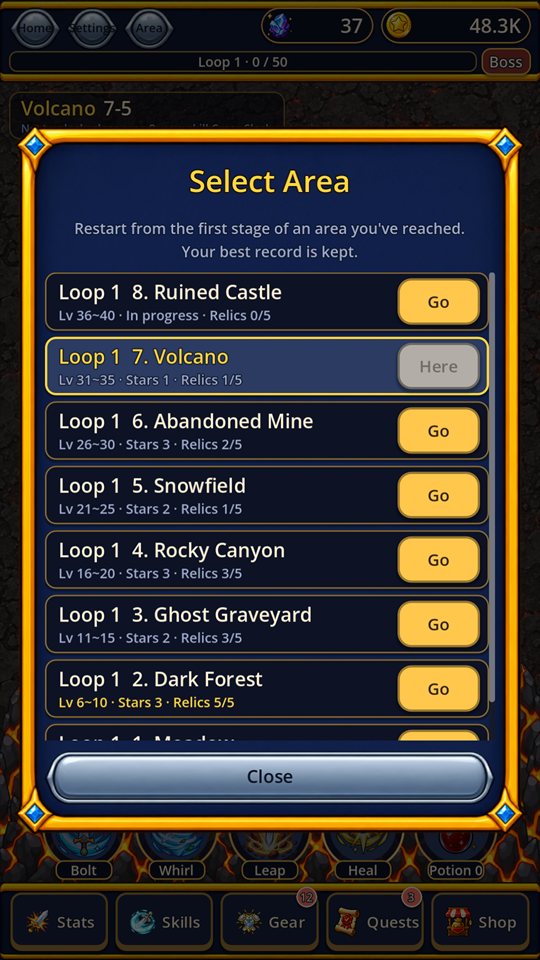 Home
Settings
Area
37
48.3K
Loop 1 · 0 / 50
Boss
Volcano 7-5
Select Area
Restart from the first stage of an area you've reached.
Your best record is kept.
Loop 1 8. Ruined Castle
Lv 36~40 · In progress · Relics 0/5
Go
Loop 1 7. Volcano
Lv 31~35 · Stars 1 · Relics 1/5
Here
Loop 1 6. Abandoned Mine
Lv 26~30 · Stars 3 · Relics 2/5
Go
Loop 1 5. Snowfield
Lv 21~25 · Stars 2 · Relics 1/5
Go
Loop 1 4. Rocky Canyon
Lv 16~20 · Stars 3 · Relics 3/5
Go
Loop 1 3. Ghost Graveyard
Lv 11~15 · Stars 2 · Relics 3/5
Go
Loop 1 2. Dark Forest
Lv 6~10 · Stars 3 · Relics 5/5
Go
Loop 1 1. Meadow
Close
Bolt
Whirl
Leap
Heal
Potion 0
Stats
Skills
12
Gear
3
Quests
Shop